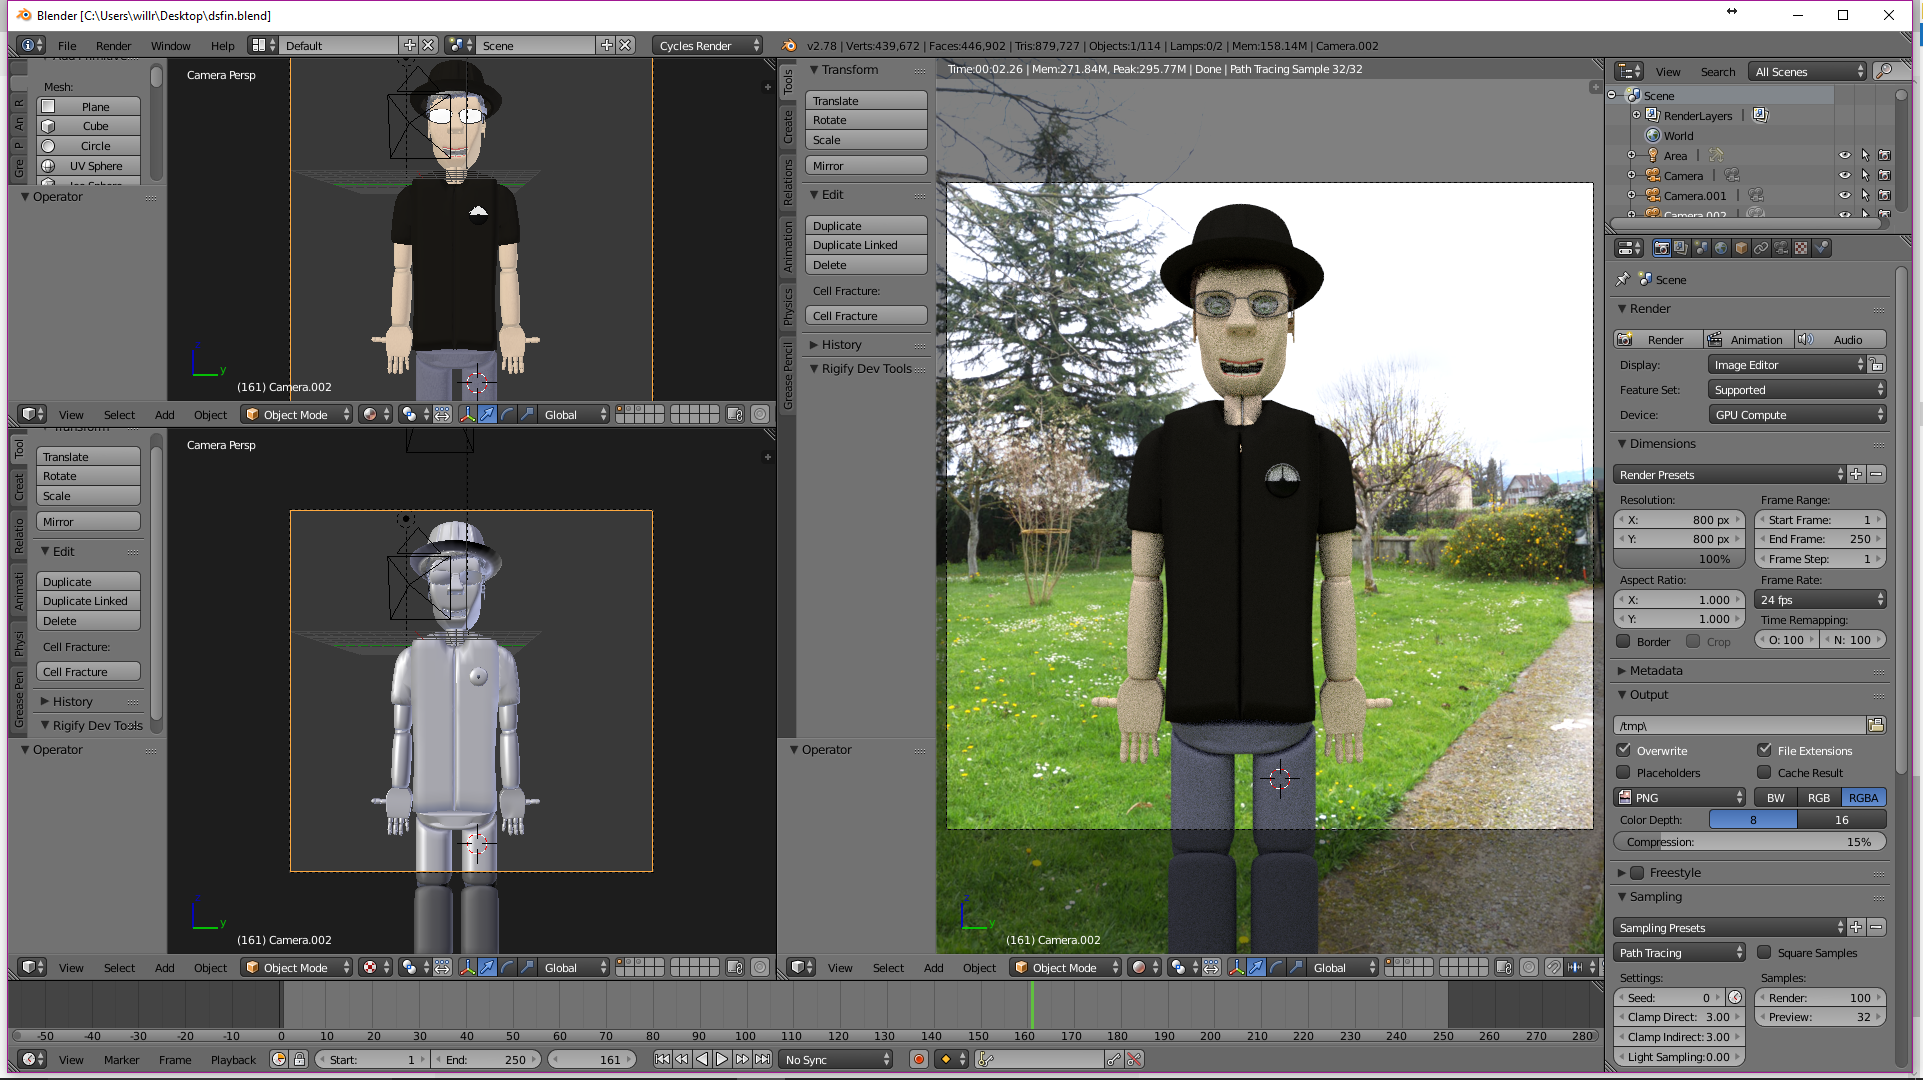 Blender [C:\Users\willr\Desktop\dsfin.blend]
File Render Window Help Default Scene Cycles Render v2.78 | Verts:439,672 | Faces:446,902 | Tris:879,727 | Objects:1/114 | Lamps:0/2 | Mem:158.14M | Camera.002
Mesh:
Plane
Cube
Circle
UV Sphere
Operator
R
An
P
Gre
Camera Persp
(161) Camera.002
View Select Add Object Object Mode Global
Transform
Translate
Rotate
Scale
Mirror
Edit
Duplicate
Duplicate Linked
Delete
Cell Fracture:
Cell Fracture
History
Rigify Dev Tools
Operator
Tool
Creat
Relatio
Animati
Physi
Grease Pen
Camera Persp
(161) Camera.002
View Select Add Object Object Mode Global
Tools
Create
Relations
Animation
Physics
Grease Pencil
Transform
Translate
Rotate
Scale
Mirror
Edit
Duplicate
Duplicate Linked
Delete
Cell Fracture:
Cell Fracture
History
Rigify Dev Tools
Operator
Time:00:02.26 | Mem:271.84M, Peak:295.77M | Done | Path Tracing Sample 32/32
(161) Camera.002
View Select Add Object Object Mode Global
View Search All Scenes
Scene
RenderLayers |
World
Area |
Camera |
Camera.001 |
Camera.002
Scene
Render
Render Animation Audio
Display: Image Editor
Feature Set: Supported
Device: GPU Compute
Dimensions
Render Presets
Resolution: Frame Range:
X: 800 px Start Frame: 1
Y: 800 px End Frame: 250
100% Frame Step: 1
Aspect Ratio: Frame Rate:
X: 1.000 24 fps
Y: 1.000 Time Remapping:
Border Crop O: 100 N: 100
Metadata
Output
/tmp\
Overwrite File Extensions
Placeholders Cache Result
PNG BW RGB RGBA
Color Depth: 8 16
Compression: 15%
Freestyle
Sampling
Sampling Presets
Path Tracing Square Samples
Settings: Samples:
Seed: 0 Render: 100
Clamp Direct: 3.00 Preview: 32
Clamp Indirect: 3.00
Light Sampling: 0.00
-50 -40 -30 -20 -10 0 10 20 30 40 50 60 70 80 90 100 110 120 130 140 150 160 170 180 190 200 210 220 230 240 250 260 270 280
View Marker Frame Playback Start: 1 End: 250 161 No Sync